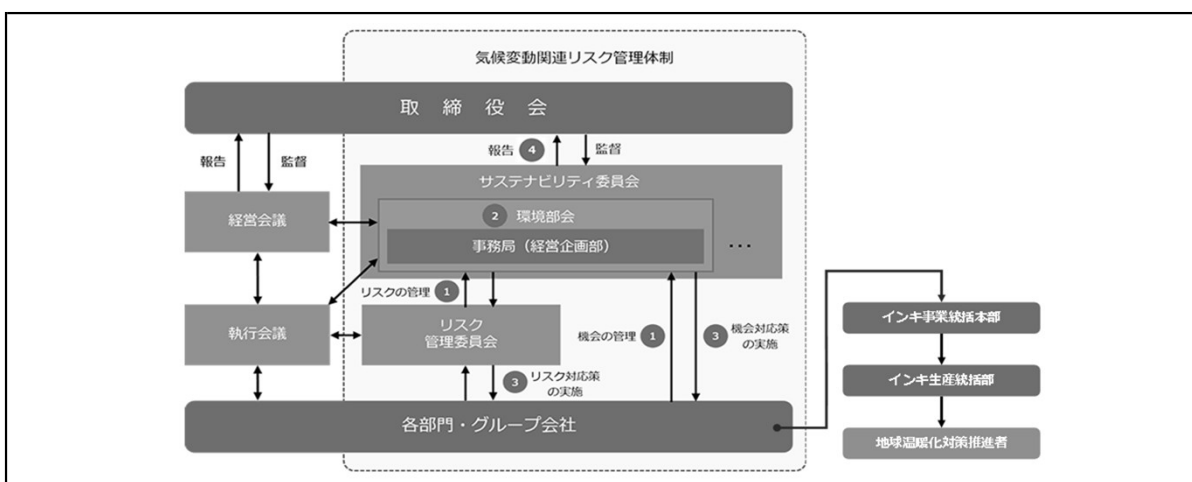 気候変動関連リスク管理体制
取締役会
報告
監督
報告 4 監督
サステナビリティ委員会
経営会議
2 環境部会
事務局（経営企画部）
...
リスクの管理 1
執行会議
リスク
管理委員会
機会の管理 1
3 機会対応策
の実施
3 リスク対応策
の実施
各部門・グループ会社
インキ事業統括本部
インキ生産統括部
地球温暖化対策推進者